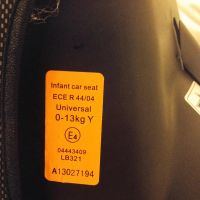 Infant car seat
ECE R 44/04
Universal
0-13kg Y
E4
04443409
LB321
A13027194